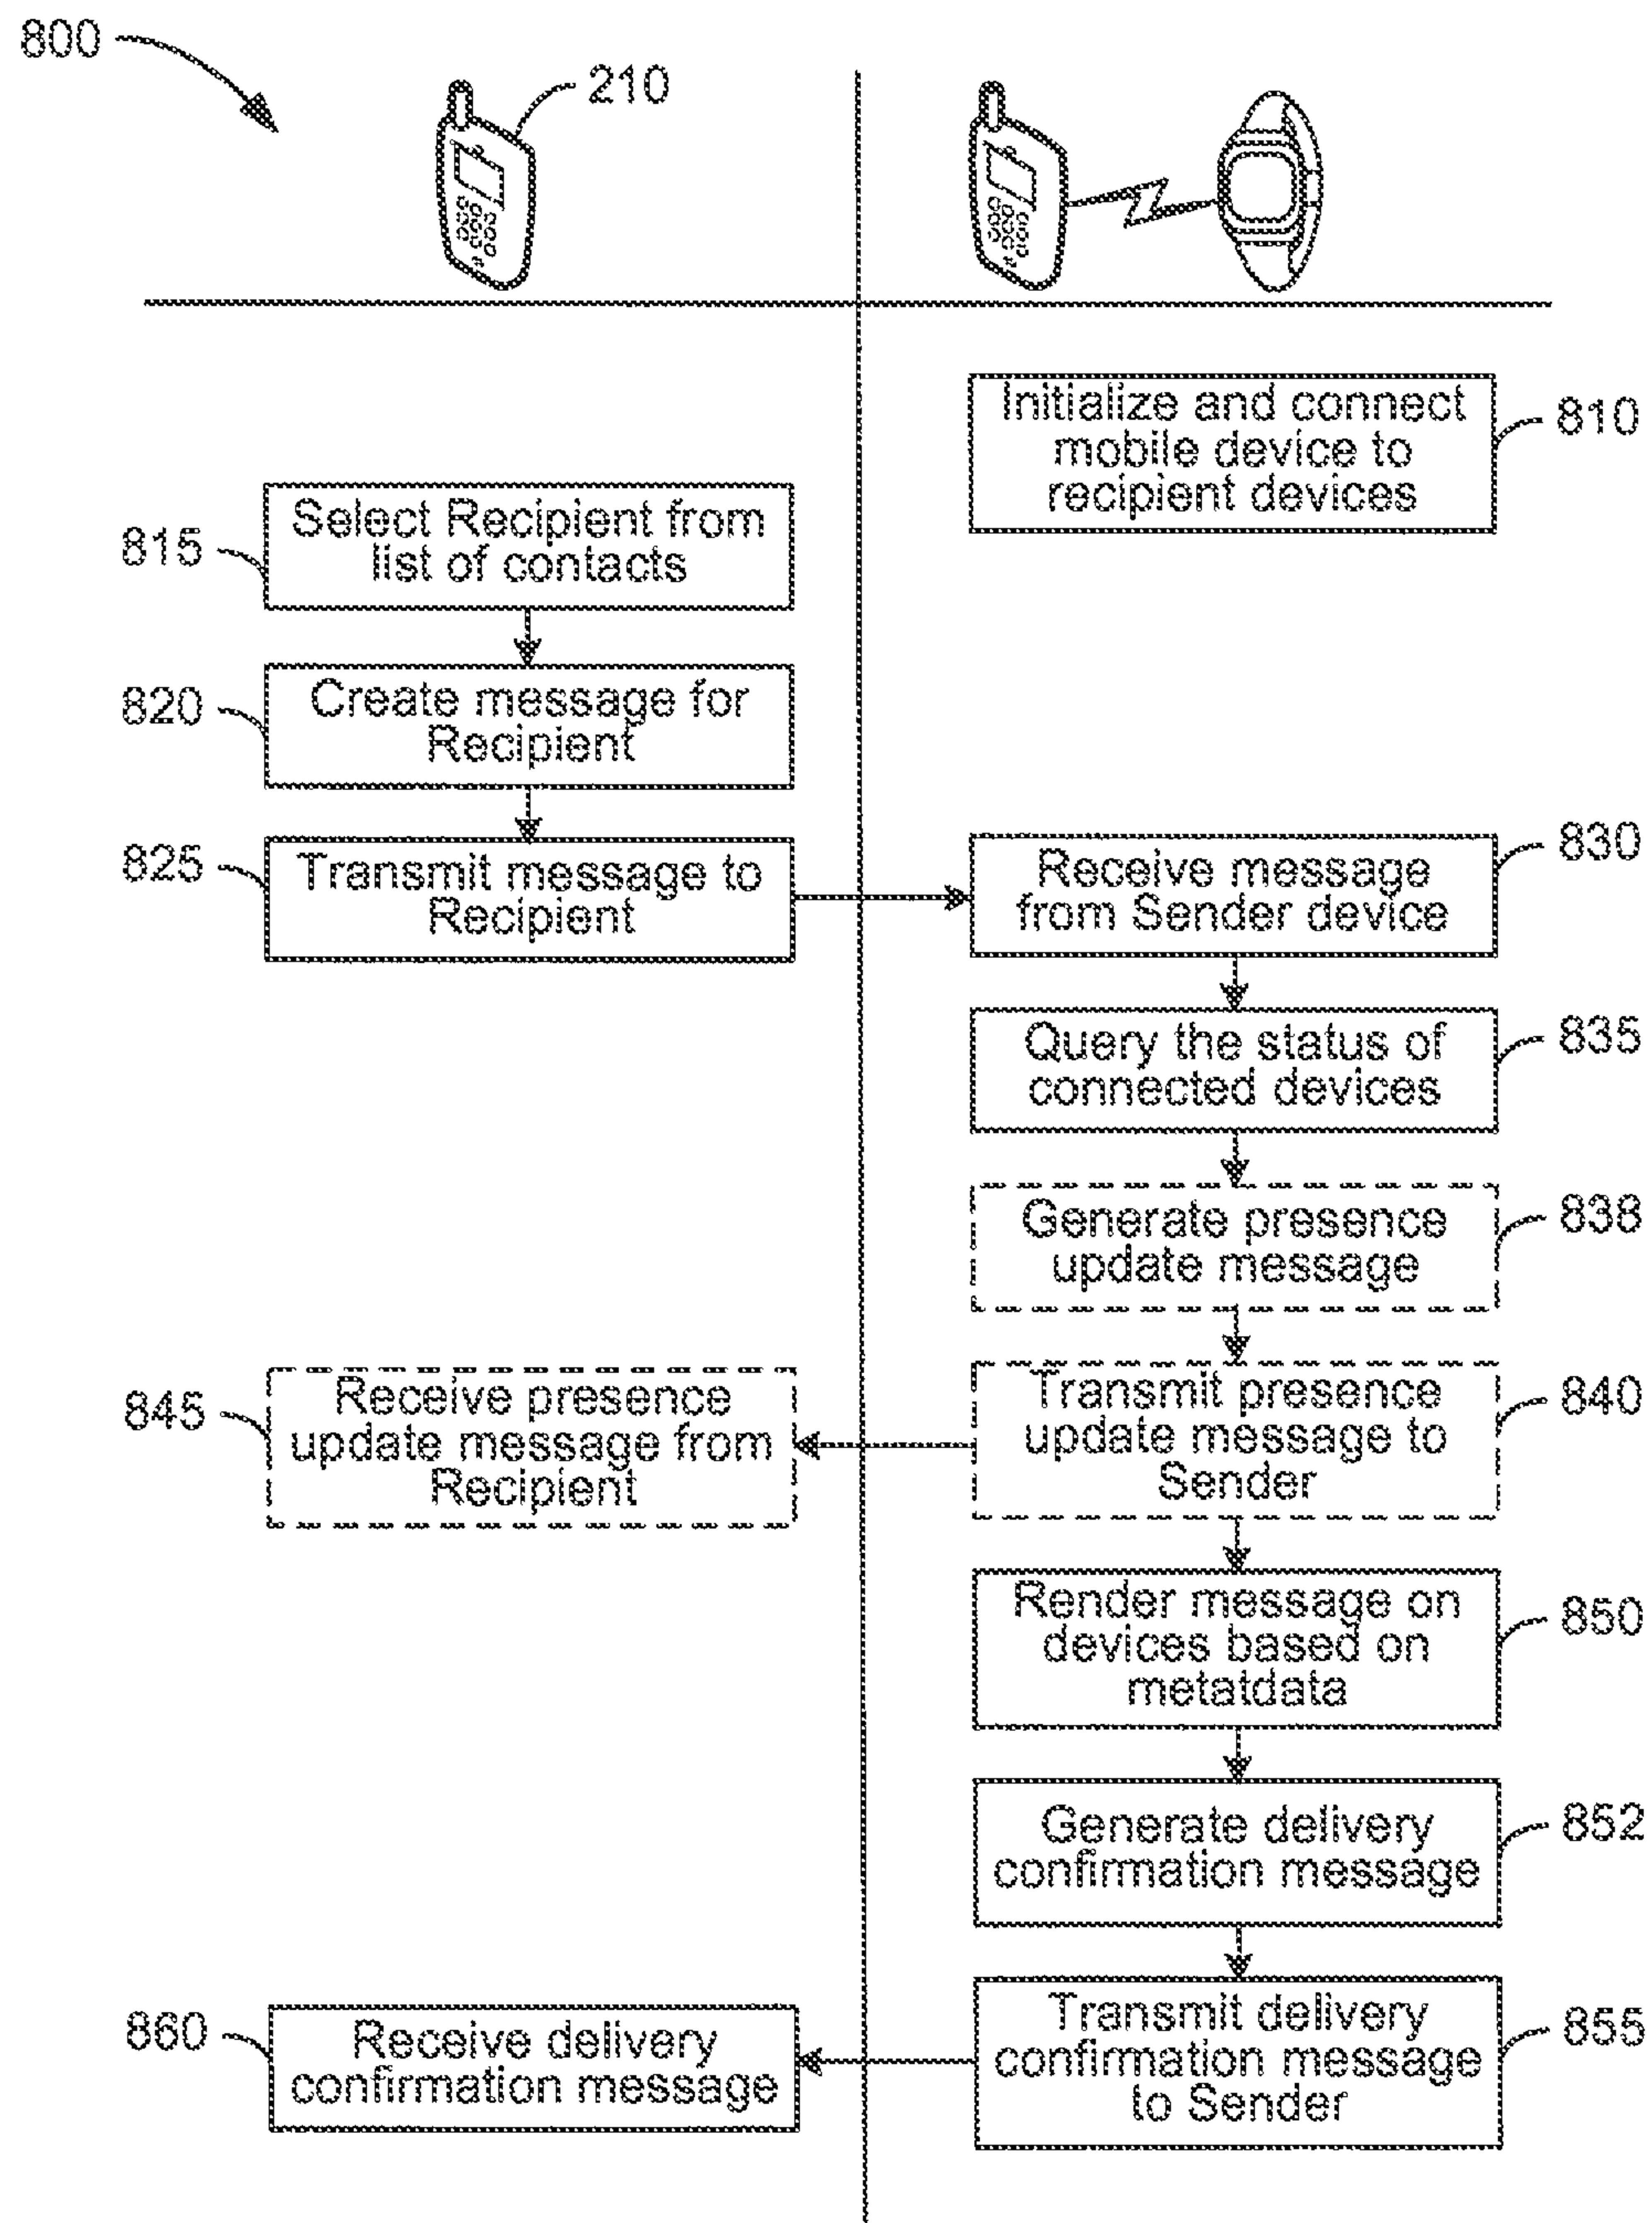 800
210
Initialize and connect
mobile device to
recipient devices
810
815
Select Recipient from
list of contacts
820
Create message for
Recipient
825
Transmit message to
Recipient
Receive message
from Sender device
830
Query the status of
connected devices
835
Generate presence
update message
838
845
Receive presence
update message from
Recipient
Transmit presence
update message to
Sender
840
Render message on
devices based on
metatdata
850
Generate delivery
confirmation message
852
860
Receive delivery
confirmation message
Transmit delivery
confirmation message
to Sender
855